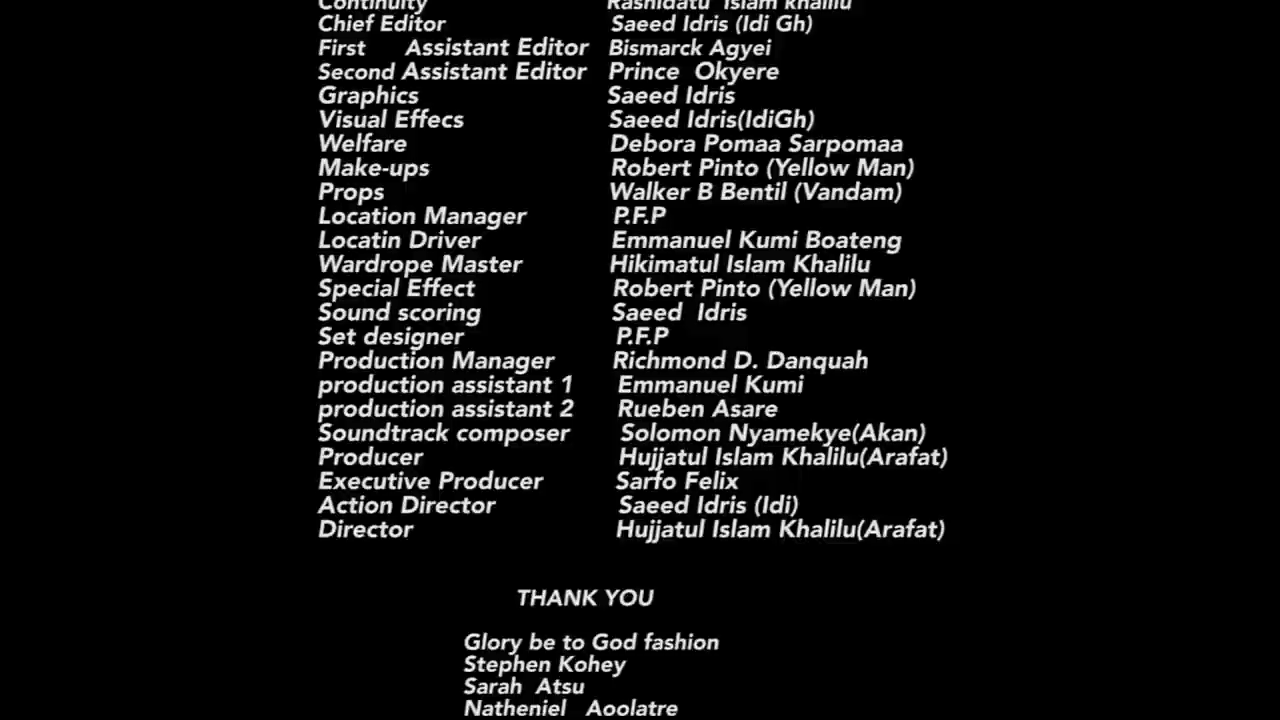 Continuity Rashidatu Islam khalilu
Chief Editor Saeed Idris (Idi Gh)
First Assistant Editor Bismarck Agyei
Second Assistant Editor Prince Okyere
Graphics Saeed Idris
Visual Effecs Saeed Idris(IdiGh)
Welfare Debora Pomaa Sarpomaa
Make-ups Robert Pinto (Yellow Man)
Props Walker B Bentil (Vandam)
Location Manager P.F.P
Locatin Driver Emmanuel Kumi Boateng
Wardrope Master Hikimatul Islam Khalilu
Special Effect Robert Pinto (Yellow Man)
Sound scoring Saeed Idris
Set designer P.F.P
Production Manager Richmond D. Danquah
production assistant 1 Emmanuel Kumi
production assistant 2 Rueben Asare
Soundtrack composer Solomon Nyamekye(Akan)
Producer Hujjatul Islam Khalilu(Arafat)
Executive Producer Sarfo Felix
Action Director Saeed Idris (Idi)
Director Hujjatul Islam Khalilu(Arafat)
THANK YOU
Glory be to God fashion
Stephen Kohey
Sarah Atsu
Natheniel Aoolatre